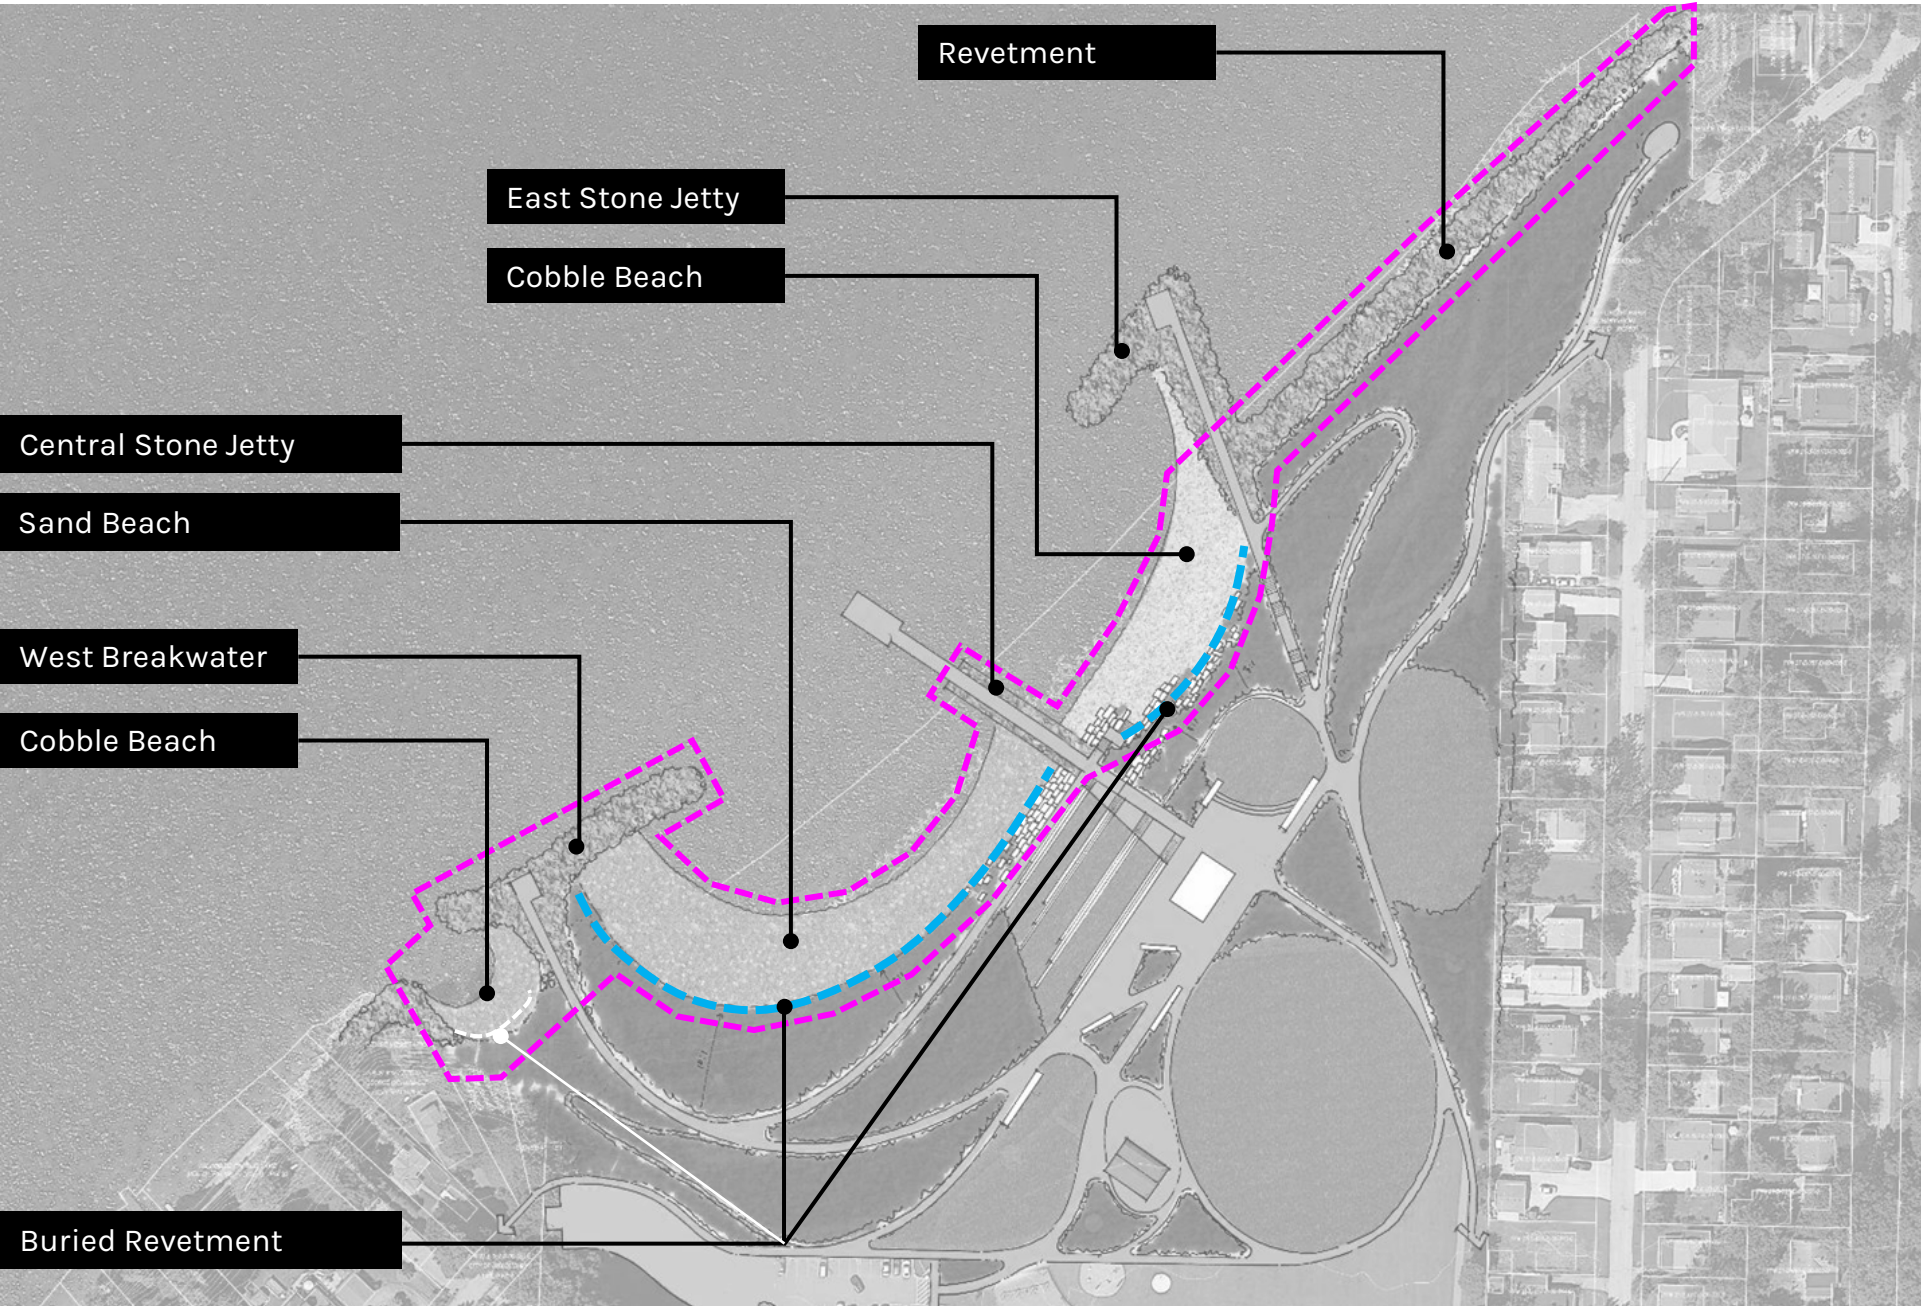 Revetment
East Stone Jetty
Cobble Beach
Central Stone Jetty
Sand Beach
West Breakwater
Cobble Beach
Buried Revetment